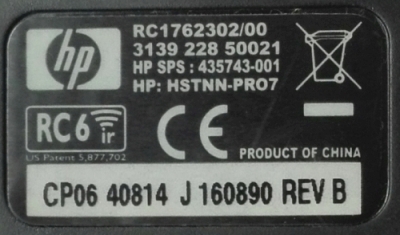 hp
RC1762302/00
3139 228 50021
HP SPS : 435743-001
HP: HSTNN-PRO7
RC6 ir
US Patent 5,877,702
CE
PRODUCT OF CHINA
CP06 40814 J 160890 REV B